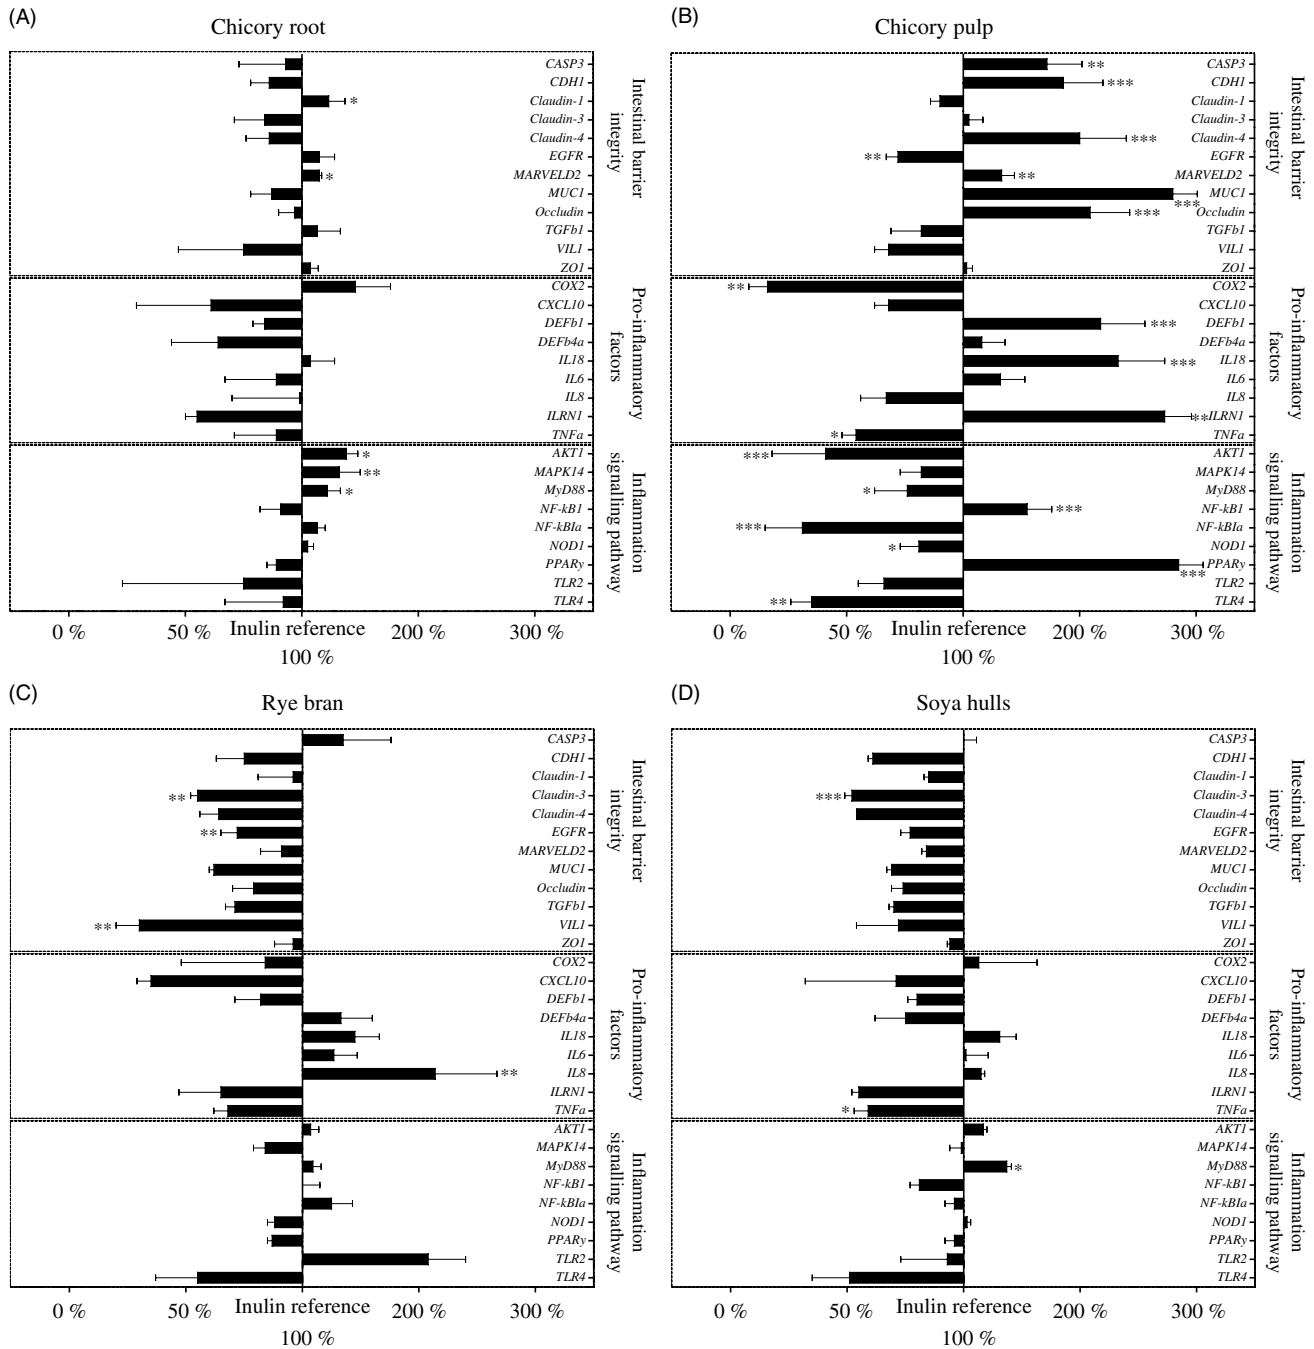 (A)
Chicory root
CASP3
CDH1
Claudin-1
*
Claudin-3
Claudin-4
EGFR
MARVELD2
*
MUC1
Occludin
TGFb1
VIL1
ZO1
Intestinal barrier
integrity
COX2
CXCL10
DEFb1
DEFb4a
IL18
IL6
IL8
ILRN1
TNFa
Pro-inflammatory
factors
AKT1
*
MAPK14
**
MyD88
*
NF-kB1
NF-kBIa
NOD1
PPARy
TLR2
TLR4
Inflammation
signalling pathway
0 % 50 % Inulin reference 200 % 300 %
100 %
(B)
Chicory pulp
** CASP3
*** CDH1
Claudin-1
Claudin-3
*** Claudin-4
** EGFR
** MARVELD2
MUC1
***
*** Occludin
TGFb1
VIL1
ZO1
Intestinal barrier
integrity
** COX2
CXCL10
*** DEFb1
DEFb4a
*** IL18
IL6
IL8
** ILRN1
* TNFa
Pro-inflammatory
factors
*** AKT1
MAPK14
* MyD88
*** NF-kB1
*** NF-kBIa
* NOD1
PPARy
***
TLR2
** TLR4
Inflammation
signalling pathway
0 % 50 % Inulin reference 200 % 300 %
100 %
(C)
Rye bran
CASP3
CDH1
Claudin-1
** Claudin-3
Claudin-4
** EGFR
MARVELD2
MUC1
Occludin
TGFb1
** VIL1
ZO1
Intestinal barrier
integrity
COX2
CXCL10
DEFb1
DEFb4a
IL18
IL6
** IL8
ILRN1
TNFa
Pro-inflammatory
factors
AKT1
MAPK14
MyD88
NF-kB1
NF-kBIa
NOD1
PPARy
TLR2
TLR4
Inflammation
signalling pathway
0 % 50 % Inulin reference 200 % 300 %
100 %
(D)
Soya hulls
CASP3
CDH1
Claudin-1
*** Claudin-3
Claudin-4
EGFR
MARVELD2
MUC1
Occludin
TGFb1
VIL1
ZO1
Intestinal barrier
integrity
COX2
CXCL10
DEFb1
DEFb4a
IL18
IL6
IL8
ILRN1
* TNFa
Pro-inflammatory
factors
AKT1
MAPK14
* MyD88
NF-kB1
NF-kBIa
NOD1
PPARy
TLR2
TLR4
Inflammation
signalling pathway
0 % 50 % Inulin reference 200 % 300 %
100 %